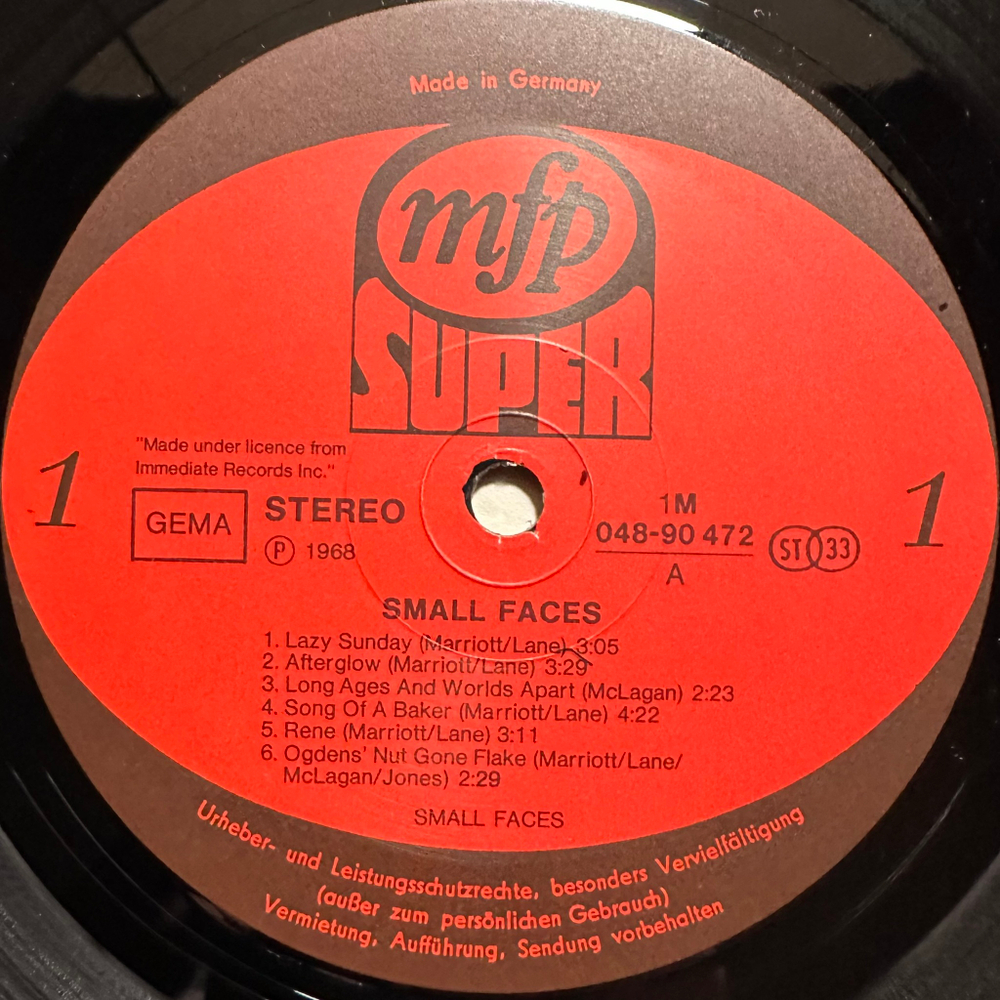 Made in Germany
mfp
SUPER
"Made under licence from
Immediate Records Inc."
1
GEMA
STEREO
Ⓟ 1968
1M
048-90 472
A
ST 33
1
SMALL FACES
1. Lazy Sunday (Marriott/Lane) 3:05
2. Afterglow (Marriott/Lane) 3:29
3. Long Ages And Worlds Apart (McLagan) 2:23
4. Song Of A Baker (Marriott/Lane) 4:22
5. Rene (Marriott/Lane) 3:11
6. Ogdens' Nut Gone Flake (Marriott/Lane/
McLagan/Jones) 2:29
SMALL FACES
Urheber- und Leistungsschutzrechte, besonders Vervielfältigung
(außer zum persönlichen Gebrauch)
Vermietung, Aufführung, Sendung vorbehalten